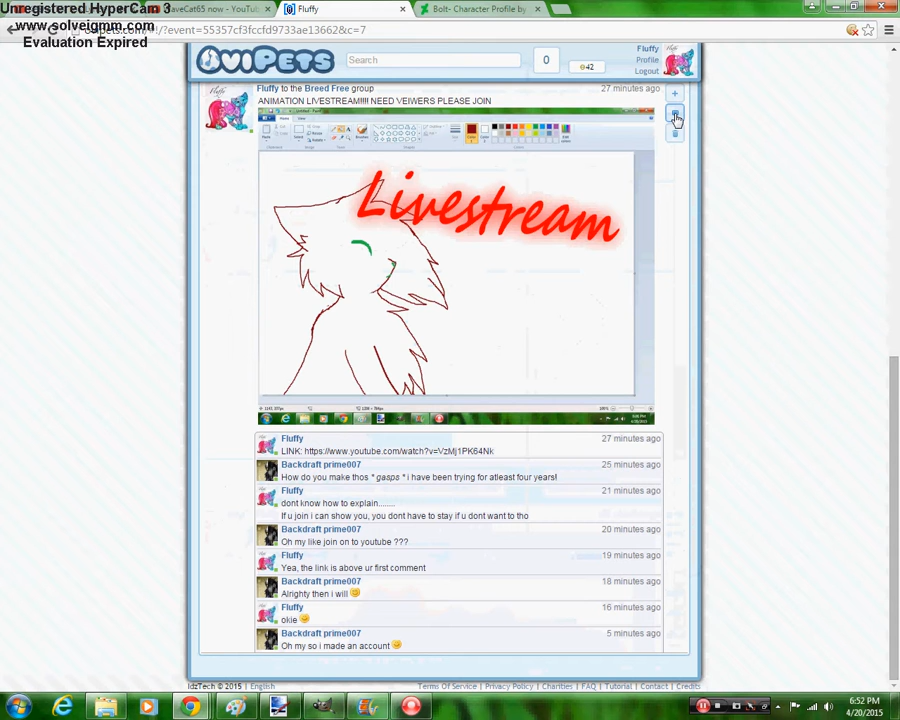 Unregistered HyperCam 3
www.solveigmm.com
Evaluation Expired
now - YouTu
Fluffy
Bolt- Character Profile by
?event=55357cf3fccfd9733ae13662&c=7
OviPets
Search
0
42
Fluffy
Profile
Logout
Fluffy to the Breed Free group
27 minutes ago
ANIMATION LIVESTREAM!!!! NEED VEIWERS PLEASE JOIN
Livestream
Fluffy
27 minutes ago
LINK: https://www.youtube.com/watch?v=VzMj1PK64Nk
Backdraft prime007
25 minutes ago
How do you make thos * gasps * i have been trying for atleast four years!
Fluffy
21 minutes ago
dont know how to explain........
If u join i can show you, you dont have to stay if u dont want to tho
Backdraft prime007
20 minutes ago
Oh my like join on to youtube ???
Fluffy
19 minutes ago
Yea, the link is above ur first comment
Backdraft prime007
18 minutes ago
Alrighty then i will
Fluffy
16 minutes ago
okie
Backdraft prime007
5 minutes ago
Oh my so i made an account
IdzTech © 2015 | English
Terms Of Service | Privacy Policy | Charities | FAQ | Tutorial | Contact | Credits
6:52 PM
4/20/2015